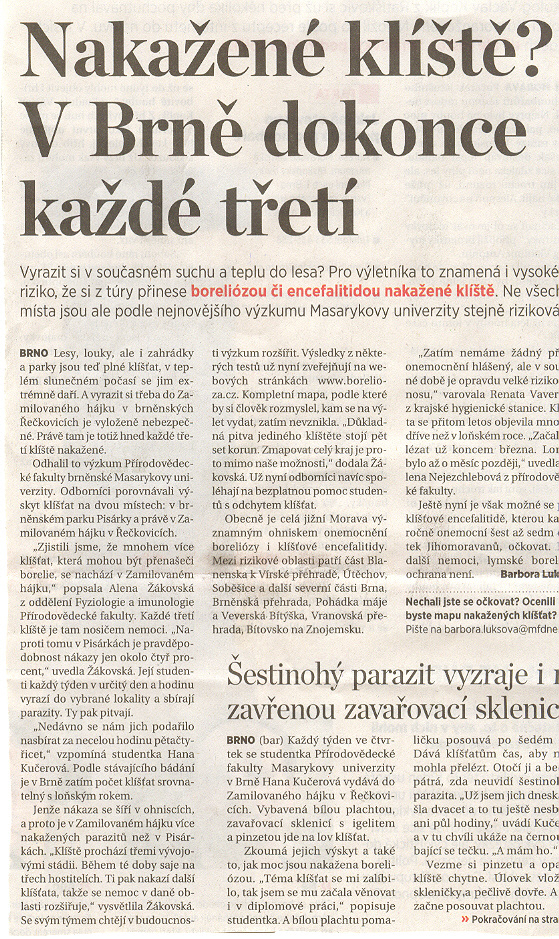 Nakažené klíště?
V Brně dokonce
každé třetí
Vyrazit si v současném suchu a teplu do lesa? Pro výletníka to znamená i vysoké
riziko, že si z túry přinese boreliózou či encefalitidou nakažené klíště. Ne všech
místa jsou ale podle nejnovějšího výzkumu Masarykovy univerzity stejně riziková
BRNO Lesy, louky, ale i zahrádky
a parky jsou teď plné klíšťat, v tep-
lém slunečném počasí se jim ex-
trémně daří. A vyrazit si třeba do Za-
milovaného hájku v brněnských
Řečkovicích je vyloženě nebezpeč-
né. Právě tam je totiž hned každé tře-
tí klíště nakažené.
Odhalil to výzkum Přírodovědec-
ké fakulty brněnské Masarykovy uni-
verzity. Odborníci porovnávali vý-
skyt klíšťat na dvou místech: v br-
něnském parku Pisárky a právě v Za-
milovaném hájku v Řečkovicích.
„Zjistili jsme, že mnohem více
klíšťat, která mohou být přenašeči
borelie, se nachází v Zamilovaném
hájku,“ popsala Alena Žákovská
z oddělení Fyziologie a imunologie
Přírodovědecké fakulty. Každé třetí
klíště je tam nosičem nemoci. „Na-
proti tomu v Pisárkách je pravděpo-
dobnost nákazy jen okolo čtyř pro-
cent,“ uvedla Žákovská. Její studen-
ti každý týden v určitý den a hodinu
vyrazí do vybrané lokality a sbírají
parazity. Ty pak pitvají.
„Nedávno se nám jich podařilo
nasbírat za necelou hodinu pětačty-
řicet,“ vzpomíná studentka Hana
Kučerová. Podle stávajícího bádání
je v Brně zatím počet klíšťat srovna-
telný s loňským rokem.
Jenže nákaza se šíří v ohniscích,
a proto je v Zamilovaném hájku více
nakažených parazitů než v Pisár-
kách. „Klíště prochází třemi vývojo-
vými stádii. Během té doby saje na
třech hostitelích. Ti pak nakazí další
klíšťata, takže se nemoc v dané ob-
lasti rozšiřuje,“ vysvětlila Žákovská.
Se svým týmem chtějí v budoucnos-
ti výzkum rozšířit. Výsledky z někte-
rých testů už nyní zveřejňují na we-
bových stránkách www.borelio-
za.cz. Kompletní mapa, podle které
by si člověk rozmyslel, kam se na vý-
let vydat, zatím nevznikla. „Důklad-
ná pitva jediného klíštěte stojí pět
set korun. Zmapovat celý kraj je pro-
to mimo naše možnosti,“ dodala Žá-
kovská. Už nyní odborníci navíc spo-
léhají na bezplatnou pomoc studen-
tů s odchytem klíšťat.
Obecně je celá jižní Morava vý-
znamným ohniskem onemocnění
boreliózy i klíšťové encefalitidy.
Mezi rizikové oblasti patří část Bla-
nenska k Vírské přehradě, Útěchov,
Soběšice a další severní části Brna,
Brněnská přehrada, Pohádka máje
a Veverská Bítýška, Vranovská pře-
hrada, Bítovsko na Znojemsku.
„Zatím nemáme žádný př
onemocnění hlášený, ale v sou
né době je opravdu velké riziko
nosu,“ varovala Renata Vaver
z krajské hygienické stanice. Kl
ta se přitom letos objevila mno
dříve než v loňském roce. „Začal
lézat už koncem března. Lon
bylo až o měsíc později,“ uvedla
lena Nejezchlebová z přírodově
ké fakulty.
Ještě nyní je však možné se p
klíšťové encefalitidě, kterou ka
ročně onemocní šest až sedm d
tek Jihomoravanů, očkovat. P
další nemoci, lymské borel
ochrana není. Barbora Luk
Nechali jste se očkovat? Ocenili
byste mapu nakažených klíšťat?
Pište na barbora.luksova@mfdne
Šestinohý parazit vyzraje i n
zavřenou zavařovací sklenic
BRNO (bar) Každý týden ve čtvr-
tek se studentka Přírodovědecké
fakulty Masarykovy univerzity
v Brně Hana Kučerová vydává do
Zamilovaného hájku v Řečkovi-
cích. Vybavená bílou plachtou,
zavařovací sklenicí s igelitem
a pinzetou jde na lov klíšťat.
Zkoumá jejich výskyt a také
to, jak moc jsou nakažena boreli-
ózou. „Téma klíšťat se mi zalíbi-
lo, tak jsem se mu začala věnovat
i v diplomové práci,“ popisuje
studentka. A bílou plachtu poma-
ličku posouvá po šedém
Dává klíšťatům čas, aby n
mohla přelézt. Otočí ji a be
pátrá, zda neuvidí šestinoh
parazita. „Už jsem jich dneska
šla dvacet a to tu ještě nesb
ani půl hodiny,“ uvádí Kuče
a v tu chvíli ukáže na černou
bající se tečku. „A mám ho.“
Vezme si pinzetu a opa
klíště chytne. Úlovek vlož
skleničky,a pečlivě dovře. A
začne posouvat plachtou.
›› Pokračování na stra